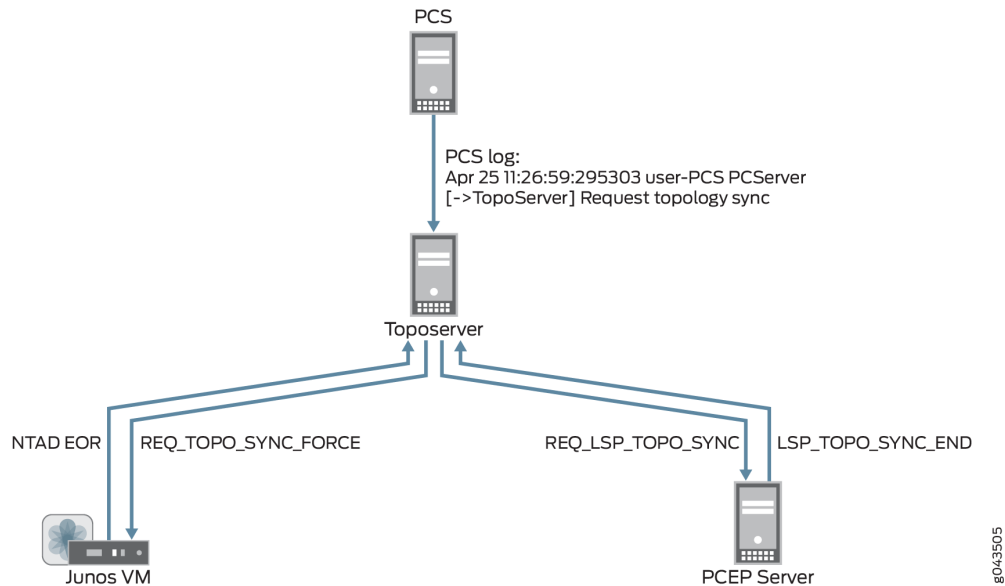 PCS
PCS log:
Apr 25 11:26:59:295303 user-PCS PCServer
[->TopoServer] Request topology sync
Toposerver
NTAD EOR
REQ_TOPO_SYNC_FORCE
REQ_LSP_TOPO_SYNC
LSP_TOPO_SYNC_END
Junos VM
PCEP Server
g043505